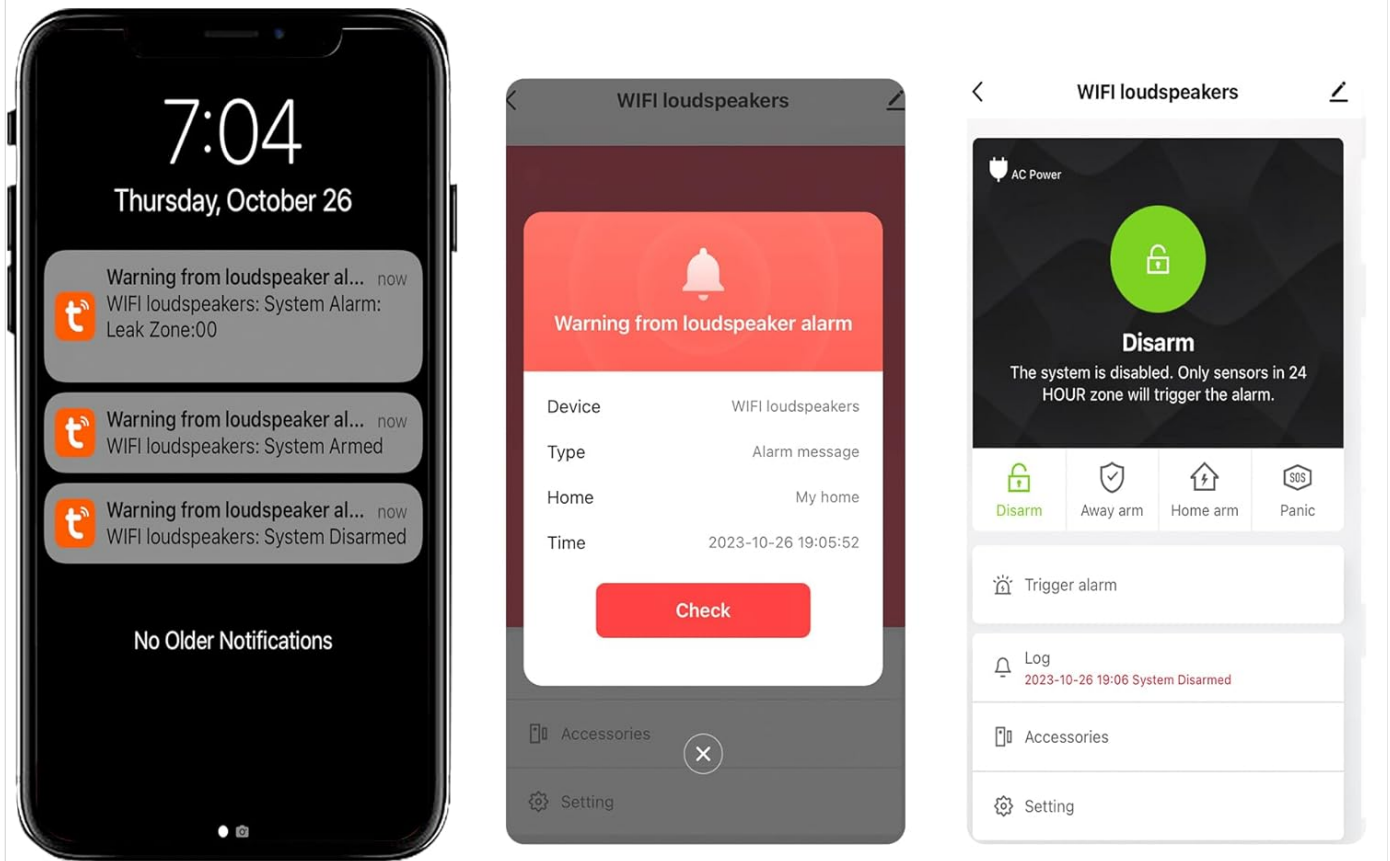 7:04
Thursday, October 26
Warning from loudspeaker al... now
WIFI loudspeakers: System Alarm:
Leak Zone:00
Warning from loudspeaker al... now
WIFI loudspeakers: System Armed
Warning from loudspeaker al... now
WIFI loudspeakers: System Disarmed
No Older Notifications
WIFI loudspeakers
Warning from loudspeaker alarm
Device WIFI loudspeakers
Type Alarm message
Home My home
Time 2023-10-26 19:05:52
Check
Accessories
Setting
WIFI loudspeakers
AC Power
Disarm
The system is disabled. Only sensors in 24
HOUR zone will trigger the alarm.
Disarm Away arm Home arm SOS Panic
Trigger alarm
Log
2023-10-26 19:06 System Disarmed
Accessories
Setting